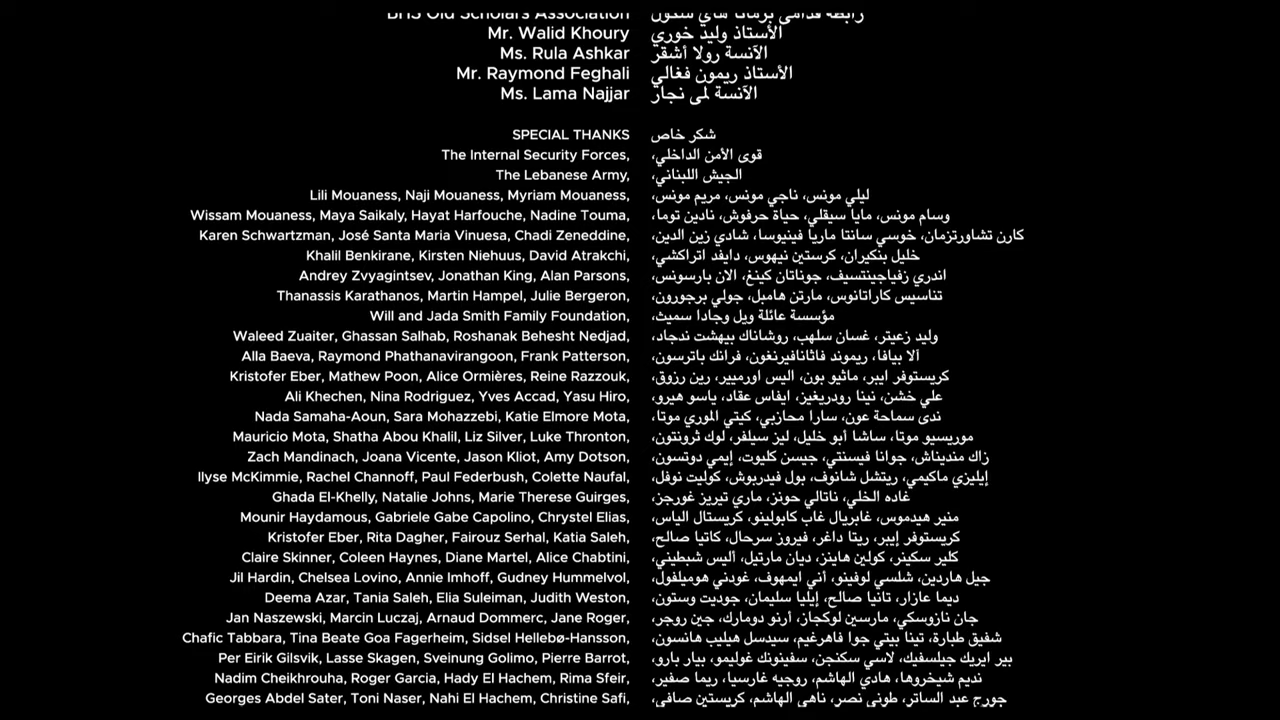 BHS Old Scholars Association رابطة قدامى برمانا هاي سكول
Mr. Walid Khoury الأستاذ وليد خوري
Ms. Rula Ashkar الآنسة رولا أشقر
Mr. Raymond Feghali الأستاذ ريمون فغالي
Ms. Lama Najjar الآنسة لمى نجار
SPECIAL THANKS شكر خاص
The Internal Security Forces, قوى الأمن الداخلي،
The Lebanese Army, الجيش اللبناني،
Lili Mouaness, Naji Mouaness, Myriam Mouaness, ليلي مونس، ناجي مونس، مريم مونس،
Wissam Mouaness, Maya Saikaly, Hayat Harfouche, Nadine Touma, وسام مونس، مايا سيقلي، حياة حرفوش، نادين توما،
Karen Schwartzman, José Santa Maria Vinuesa, Chadi Zeneddine, كارن تشاورتزمان، خوسي سانتا ماريا فينيوسا، شادي زين الدين،
Khalil Benkirane, Kirsten Niehuus, David Atrakchi, خليل بنكيران، كرستين نيهوس، دايفد اتراكشي،
Andrey Zvyagintsev, Jonathan King, Alan Parsons, اندري زفياجينتسيف، جوناتان كينغ، الان بارسونس،
Thanassis Karathanos, Martin Hampel, Julie Bergeron, تناسيس كاراتانوس، مارتن هامبل، جولي برجورون،
Will and Jada Smith Family Foundation, مؤسسة عائلة ويل وجادا سميث،
Waleed Zuaiter, Ghassan Salhab, Roshanak Behesht Nedjad, وليد زعيتر، غسان سلهب، روشاناك بيهشت ندجاد،
Alla Baeva, Raymond Phathanavirangoon, Frank Patterson, آلا بيافا، ريموند فاثانافيرنغون، فرانك باترسون،
Kristofer Eber, Mathew Poon, Alice Ormières, Reine Razzouk, كريستوفر ايبر، ماثيو بون، اليس اورميير، رين رزوق،
Ali Khechen, Nina Rodriguez, Yves Accad, Yasu Hiro, علي خشن، نينا رودريغيز، ايفاس عقاد، ياسو هيرو،
Nada Samaha-Aoun, Sara Mohazzebi, Katie Elmore Mota, ندى سماحة عون، سارا محازبي، كيتي الموري موتا،
Mauricio Mota, Shatha Abou Khalil, Liz Silver, Luke Thronton, موريسيو موتا، ساشا أبو خليل، ليز سيلفر، لوك ثرونتون،
Zach Mandinach, Joana Vicente, Jason Kliot, Amy Dotson, زاك منديناش، جوانا فيسنتي، جيسن كليوت، إيمي دوتسون،
Ilyse McKimmie, Rachel Channoff, Paul Federbush, Colette Naufal, إيليزي ماكيمي، ريتشل شانوف، بول فيدربوش، كوليت نوفل،
Ghada El-Khelly, Natalie Johns, Marie Therese Guirges, غاده الخلي، ناتالي جونز، ماري تيريز غورجز،
Mounir Haydamous, Gabriele Gabe Capolino, Chrystel Elias, منير هيدموس، غابريال غاب كابولينو، كريستال الياس،
Kristofer Eber, Rita Dagher, Fairouz Serhal, Katia Saleh, كريستوفر إيبر، ريتا داغر، فيروز سرحال، كاتيا صالح،
Claire Skinner, Coleen Haynes, Diane Martel, Alice Chabtini, كلير سكينر، كولين هاينز، ديان مارتيل، أليس شبطيني،
Jil Hardin, Chelsea Lovino, Annie Imhoff, Gudney Hummelvol, جيل هاردين، شلسي لوفينو، أني ايمهوف، غودني هوميلفول،
Deema Azar, Tania Saleh, Elia Suleiman, Judith Weston, ديما عازار، تانيا صالح، إيليا سليمان، جوديت وستون،
Jan Naszewski, Marcin Luczaj, Arnaud Dommerc, Jane Roger, جان نازوسكي، مارسين لوكجاز، أرنو دومارك، جين روجر،
Chafic Tabbara, Tina Beate Goa Fagerheim, Sidsel Hellebø-Hansson, شفيق طبارة، تينا بيتي جوا فاهرغيم، سيدسل هيليب هانسون،
Per Eirik Gilsvik, Lasse Skagen, Sveinung Golimo, Pierre Barrot, بير ايريك جيلسفيك، لاسي سكنجن، سفينونك غوليمو، بيار بارو،
Nadim Cheikhrouha, Roger Garcia, Hady El Hachem, Rima Sfeir, نديم شيخروها، روجيه غارسيا، هادي الهاشم، ريما صفير،
Georges Abdel Sater, Toni Naser, Nahi El Hachem, Christine Safi, جورج عبد الساتر، طوني نصر، ناهي الهاشم، كريستين صافي،